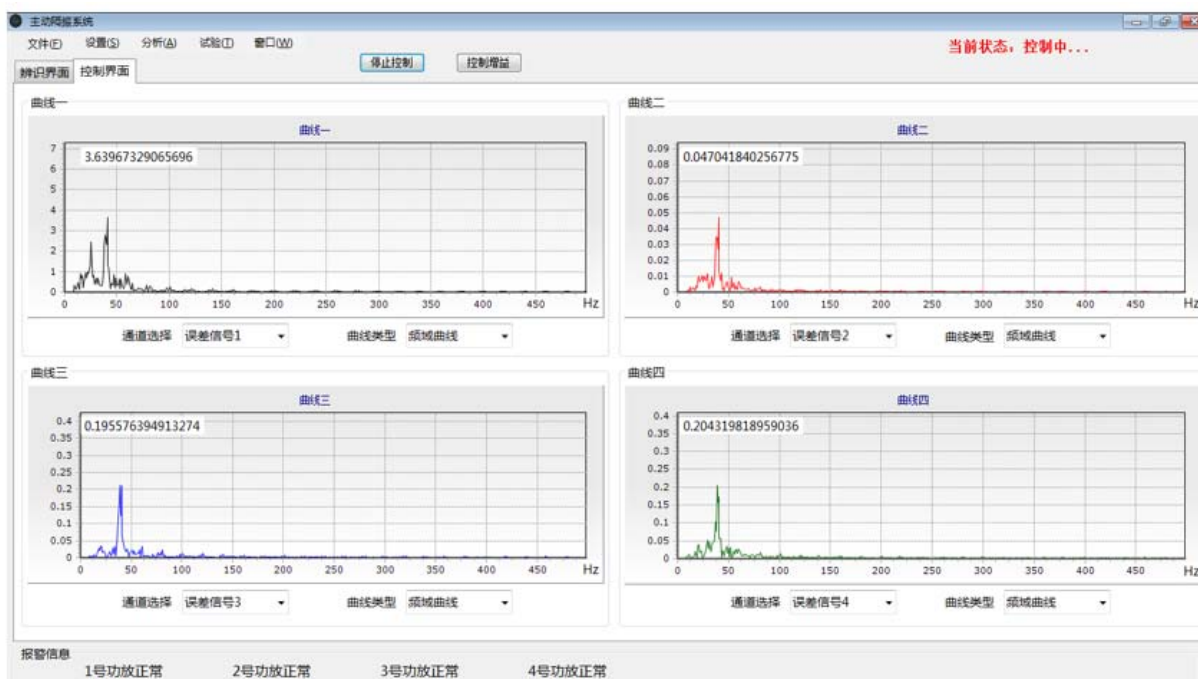 主动隔振系统
文件(F) 设置(S) 分析(A) 试验(T) 窗口(W)
停止控制 控制增益
当前状态：控制中...
辨识界面 控制界面
曲线一
曲线一
3.63967329065696
7
6
5
4
3
2
1
0
0 50 100 150 200 250 300 350 400 450 Hz
通道选择 误差信号1 曲线类型 频域曲线
曲线二
曲线二
0.047041840256775
0.09
0.08
0.07
0.06
0.05
0.04
0.03
0.02
0.01
0
0 50 100 150 200 250 300 350 400 450 Hz
通道选择 误差信号2 曲线类型 频域曲线
曲线三
曲线三
0.195576394913274
0.4
0.35
0.3
0.25
0.2
0.15
0.1
0.05
0
0 50 100 150 200 250 300 350 400 450 Hz
通道选择 误差信号3 曲线类型 频域曲线
曲线四
曲线四
0.204319818959036
0.4
0.35
0.3
0.25
0.2
0.15
0.1
0.05
0
0 50 100 150 200 250 300 350 400 450 Hz
通道选择 误差信号4 曲线类型 频域曲线
报警信息
1号功放正常 2号功放正常 3号功放正常 4号功放正常